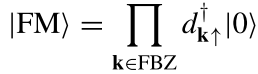 |FM⟩ = ∏_{𝐤∈FBZ} d†_{𝐤↑}|0⟩